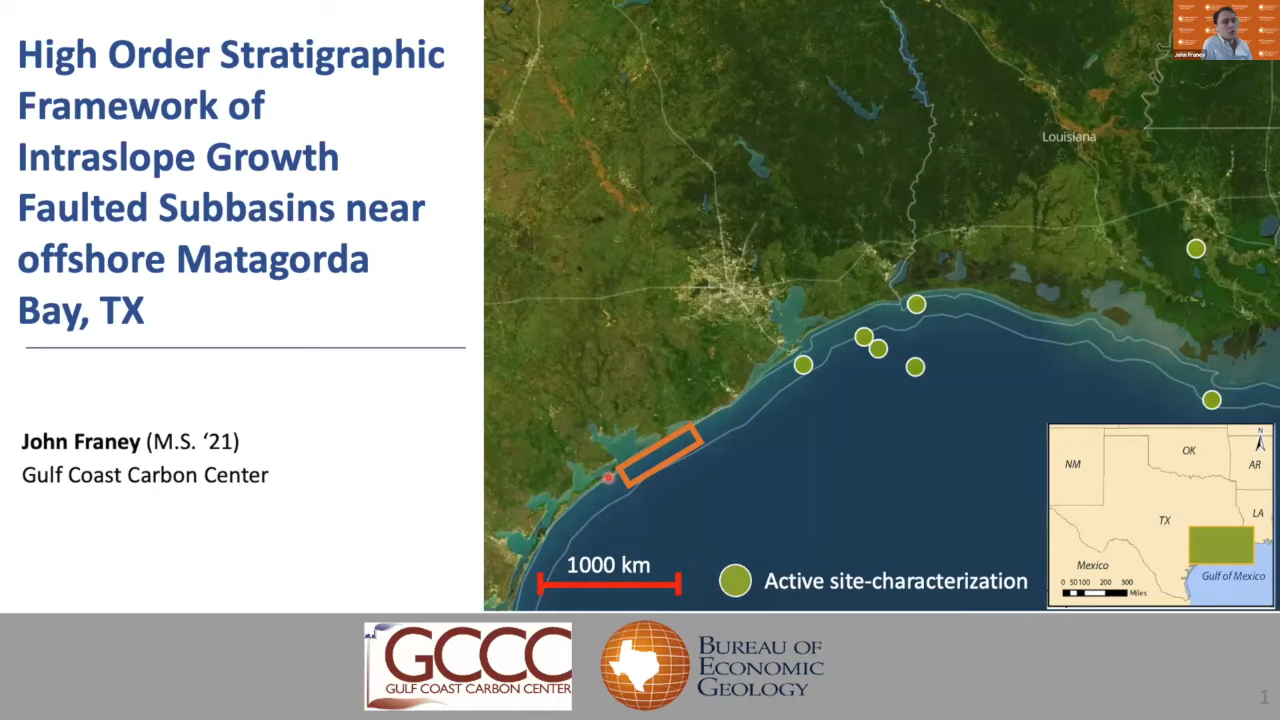 High Order Stratigraphic
Framework of
Intraslope Growth
Faulted Subbasins near
offshore Matagorda
Bay, TX
John Franey (M.S. ‘21)
Gulf Coast Carbon Center
Louisiana
1000 km
Active site-characterization
John Franey
N
NM
OK
AR
TX
LA
Mexico
Gulf of Mexico
0 50 100 200 300
Miles
GCCC
GULF COAST CARBON CENTER
BUREAU OF
ECONOMIC
GEOLOGY
1